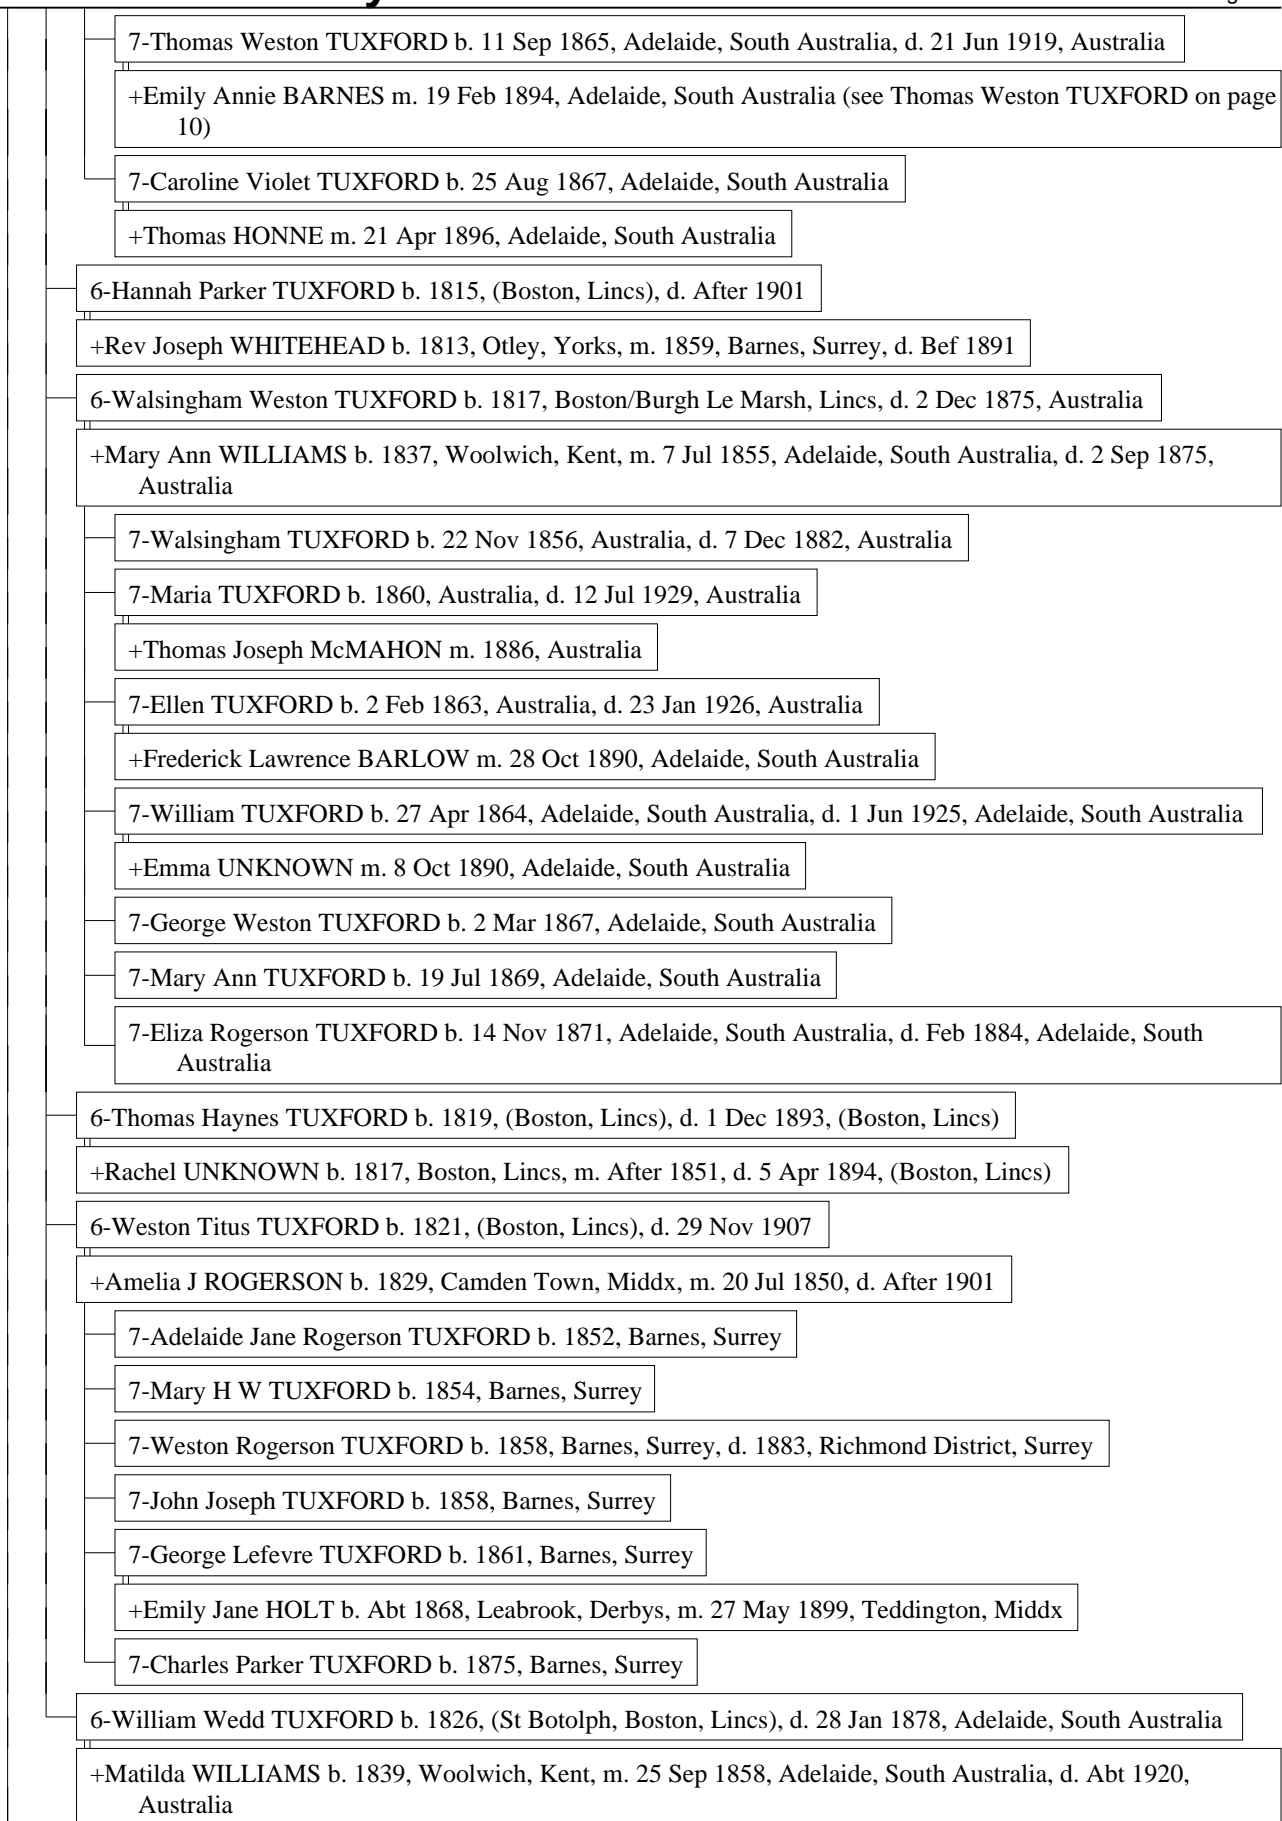 7-Thomas Weston TUXFORD b. 11 Sep 1865, Adelaide, South Australia, d. 21 Jun 1919, Australia
+Emily Annie BARNES m. 19 Feb 1894, Adelaide, South Australia (see Thomas Weston TUXFORD on page
10)
7-Caroline Violet TUXFORD b. 25 Aug 1867, Adelaide, South Australia
+Thomas HONNE m. 21 Apr 1896, Adelaide, South Australia
6-Hannah Parker TUXFORD b. 1815, (Boston, Lincs), d. After 1901
+Rev Joseph WHITEHEAD b. 1813, Otley, Yorks, m. 1859, Barnes, Surrey, d. Bef 1891
6-Walsingham Weston TUXFORD b. 1817, Boston/Burgh Le Marsh, Lincs, d. 2 Dec 1875, Australia
+Mary Ann WILLIAMS b. 1837, Woolwich, Kent, m. 7 Jul 1855, Adelaide, South Australia, d. 2 Sep 1875,
Australia
7-Walsingham TUXFORD b. 22 Nov 1856, Australia, d. 7 Dec 1882, Australia
7-Maria TUXFORD b. 1860, Australia, d. 12 Jul 1929, Australia
+Thomas Joseph McMAHON m. 1886, Australia
7-Ellen TUXFORD b. 2 Feb 1863, Australia, d. 23 Jan 1926, Australia
+Frederick Lawrence BARLOW m. 28 Oct 1890, Adelaide, South Australia
7-William TUXFORD b. 27 Apr 1864, Adelaide, South Australia, d. 1 Jun 1925, Adelaide, South Australia
+Emma UNKNOWN m. 8 Oct 1890, Adelaide, South Australia
7-George Weston TUXFORD b. 2 Mar 1867, Adelaide, South Australia
7-Mary Ann TUXFORD b. 19 Jul 1869, Adelaide, South Australia
7-Eliza Rogerson TUXFORD b. 14 Nov 1871, Adelaide, South Australia, d. Feb 1884, Adelaide, South
Australia
6-Thomas Haynes TUXFORD b. 1819, (Boston, Lincs), d. 1 Dec 1893, (Boston, Lincs)
+Rachel UNKNOWN b. 1817, Boston, Lincs, m. After 1851, d. 5 Apr 1894, (Boston, Lincs)
6-Weston Titus TUXFORD b. 1821, (Boston, Lincs), d. 29 Nov 1907
+Amelia J ROGERSON b. 1829, Camden Town, Middx, m. 20 Jul 1850, d. After 1901
7-Adelaide Jane Rogerson TUXFORD b. 1852, Barnes, Surrey
7-Mary H W TUXFORD b. 1854, Barnes, Surrey
7-Weston Rogerson TUXFORD b. 1858, Barnes, Surrey, d. 1883, Richmond District, Surrey
7-John Joseph TUXFORD b. 1858, Barnes, Surrey
7-George Lefevre TUXFORD b. 1861, Barnes, Surrey
+Emily Jane HOLT b. Abt 1868, Leabrook, Derbys, m. 27 May 1899, Teddington, Middx
7-Charles Parker TUXFORD b. 1875, Barnes, Surrey
6-William Wedd TUXFORD b. 1826, (St Botolph, Boston, Lincs), d. 28 Jan 1878, Adelaide, South Australia
+Matilda WILLIAMS b. 1839, Woolwich, Kent, m. 25 Sep 1858, Adelaide, South Australia, d. Abt 1920,
Australia